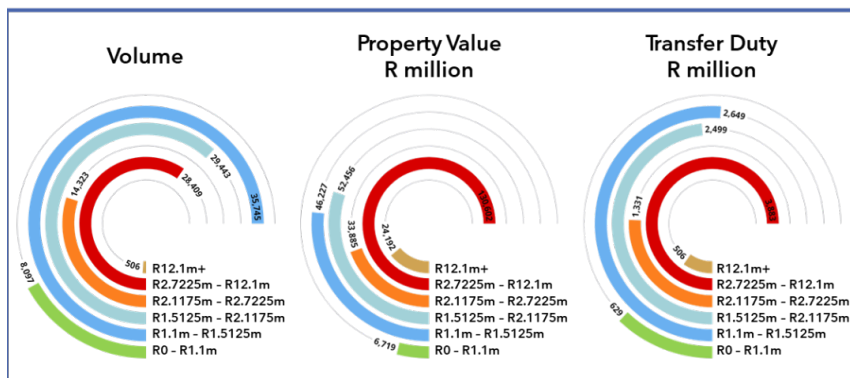 Volume
35,745
29,443
28,409
14,323
506
8,097
R12.1m+
R2.7225m – R12.1m
R2.1175m – R2.7225m
R1.5125m – R2.1175m
R1.1m – R1.5125m
R0 – R1.1m
Property Value
R million
46,227
52,456
33,885
24,192
6,719
R12.1m+
R2.7225m – R12.1m
R2.1175m – R2.7225m
R1.5125m – R2.1175m
R1.1m – R1.5125m
R0 – R1.1m
Transfer Duty
R million
2,649
2,499
1,331
506
629
R12.1m+
R2.7225m – R12.1m
R2.1175m – R2.7225m
R1.5125m – R2.1175m
R1.1m – R1.5125m
R0 – R1.1m